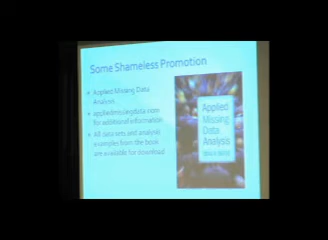 Some Shameless Promotion
Applied Missing Data
Analysis
appliedmissingdata.com
for additional information
All data sets and analysis
examples from the book
are available for download
Applied
Missing
Data
Analysis